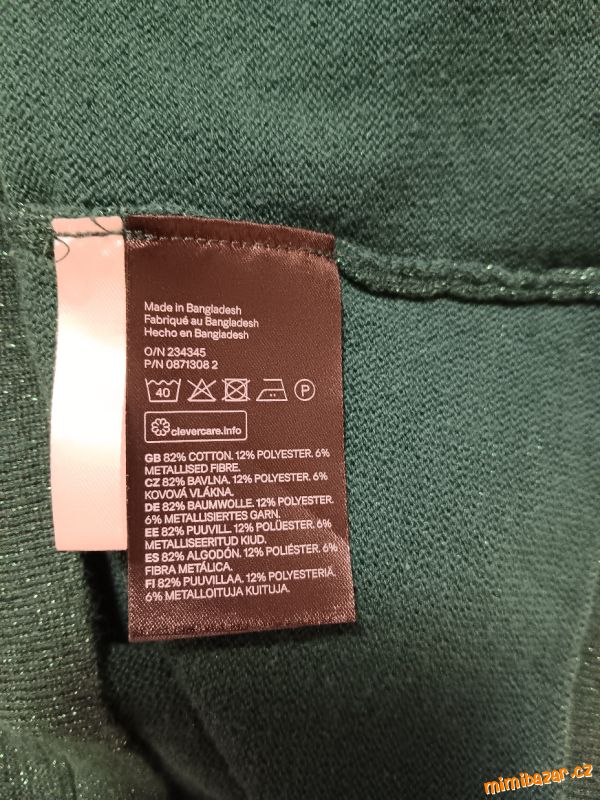 Made in Bangladesh
Fabriqué au Bangladesh
Hecho en Bangladesh
O/N 234345
P/N 0871308 2
40
P
clevercare.info
GB 82% COTTON. 12% POLYESTER. 6%
METALLISED FIBRE.
CZ 82% BAVLNA. 12% POLYESTER. 6%
KOVOVÁ VLÁKNA.
DE 82% BAUMWOLLE. 12% POLYESTER.
6% METALLISIERTES GARN.
EE 82% PUUVILL. 12% POLÜESTER. 6%
METALLISEERITUD KIUD.
ES 82% ALGODÓN. 12% POLIÉSTER. 6%
FIBRA METÁLICA.
FI 82% PUUVILLAA. 12% POLYESTERIÄ.
6% METALLOITUJA KUITUJA.
mimibazar.cz